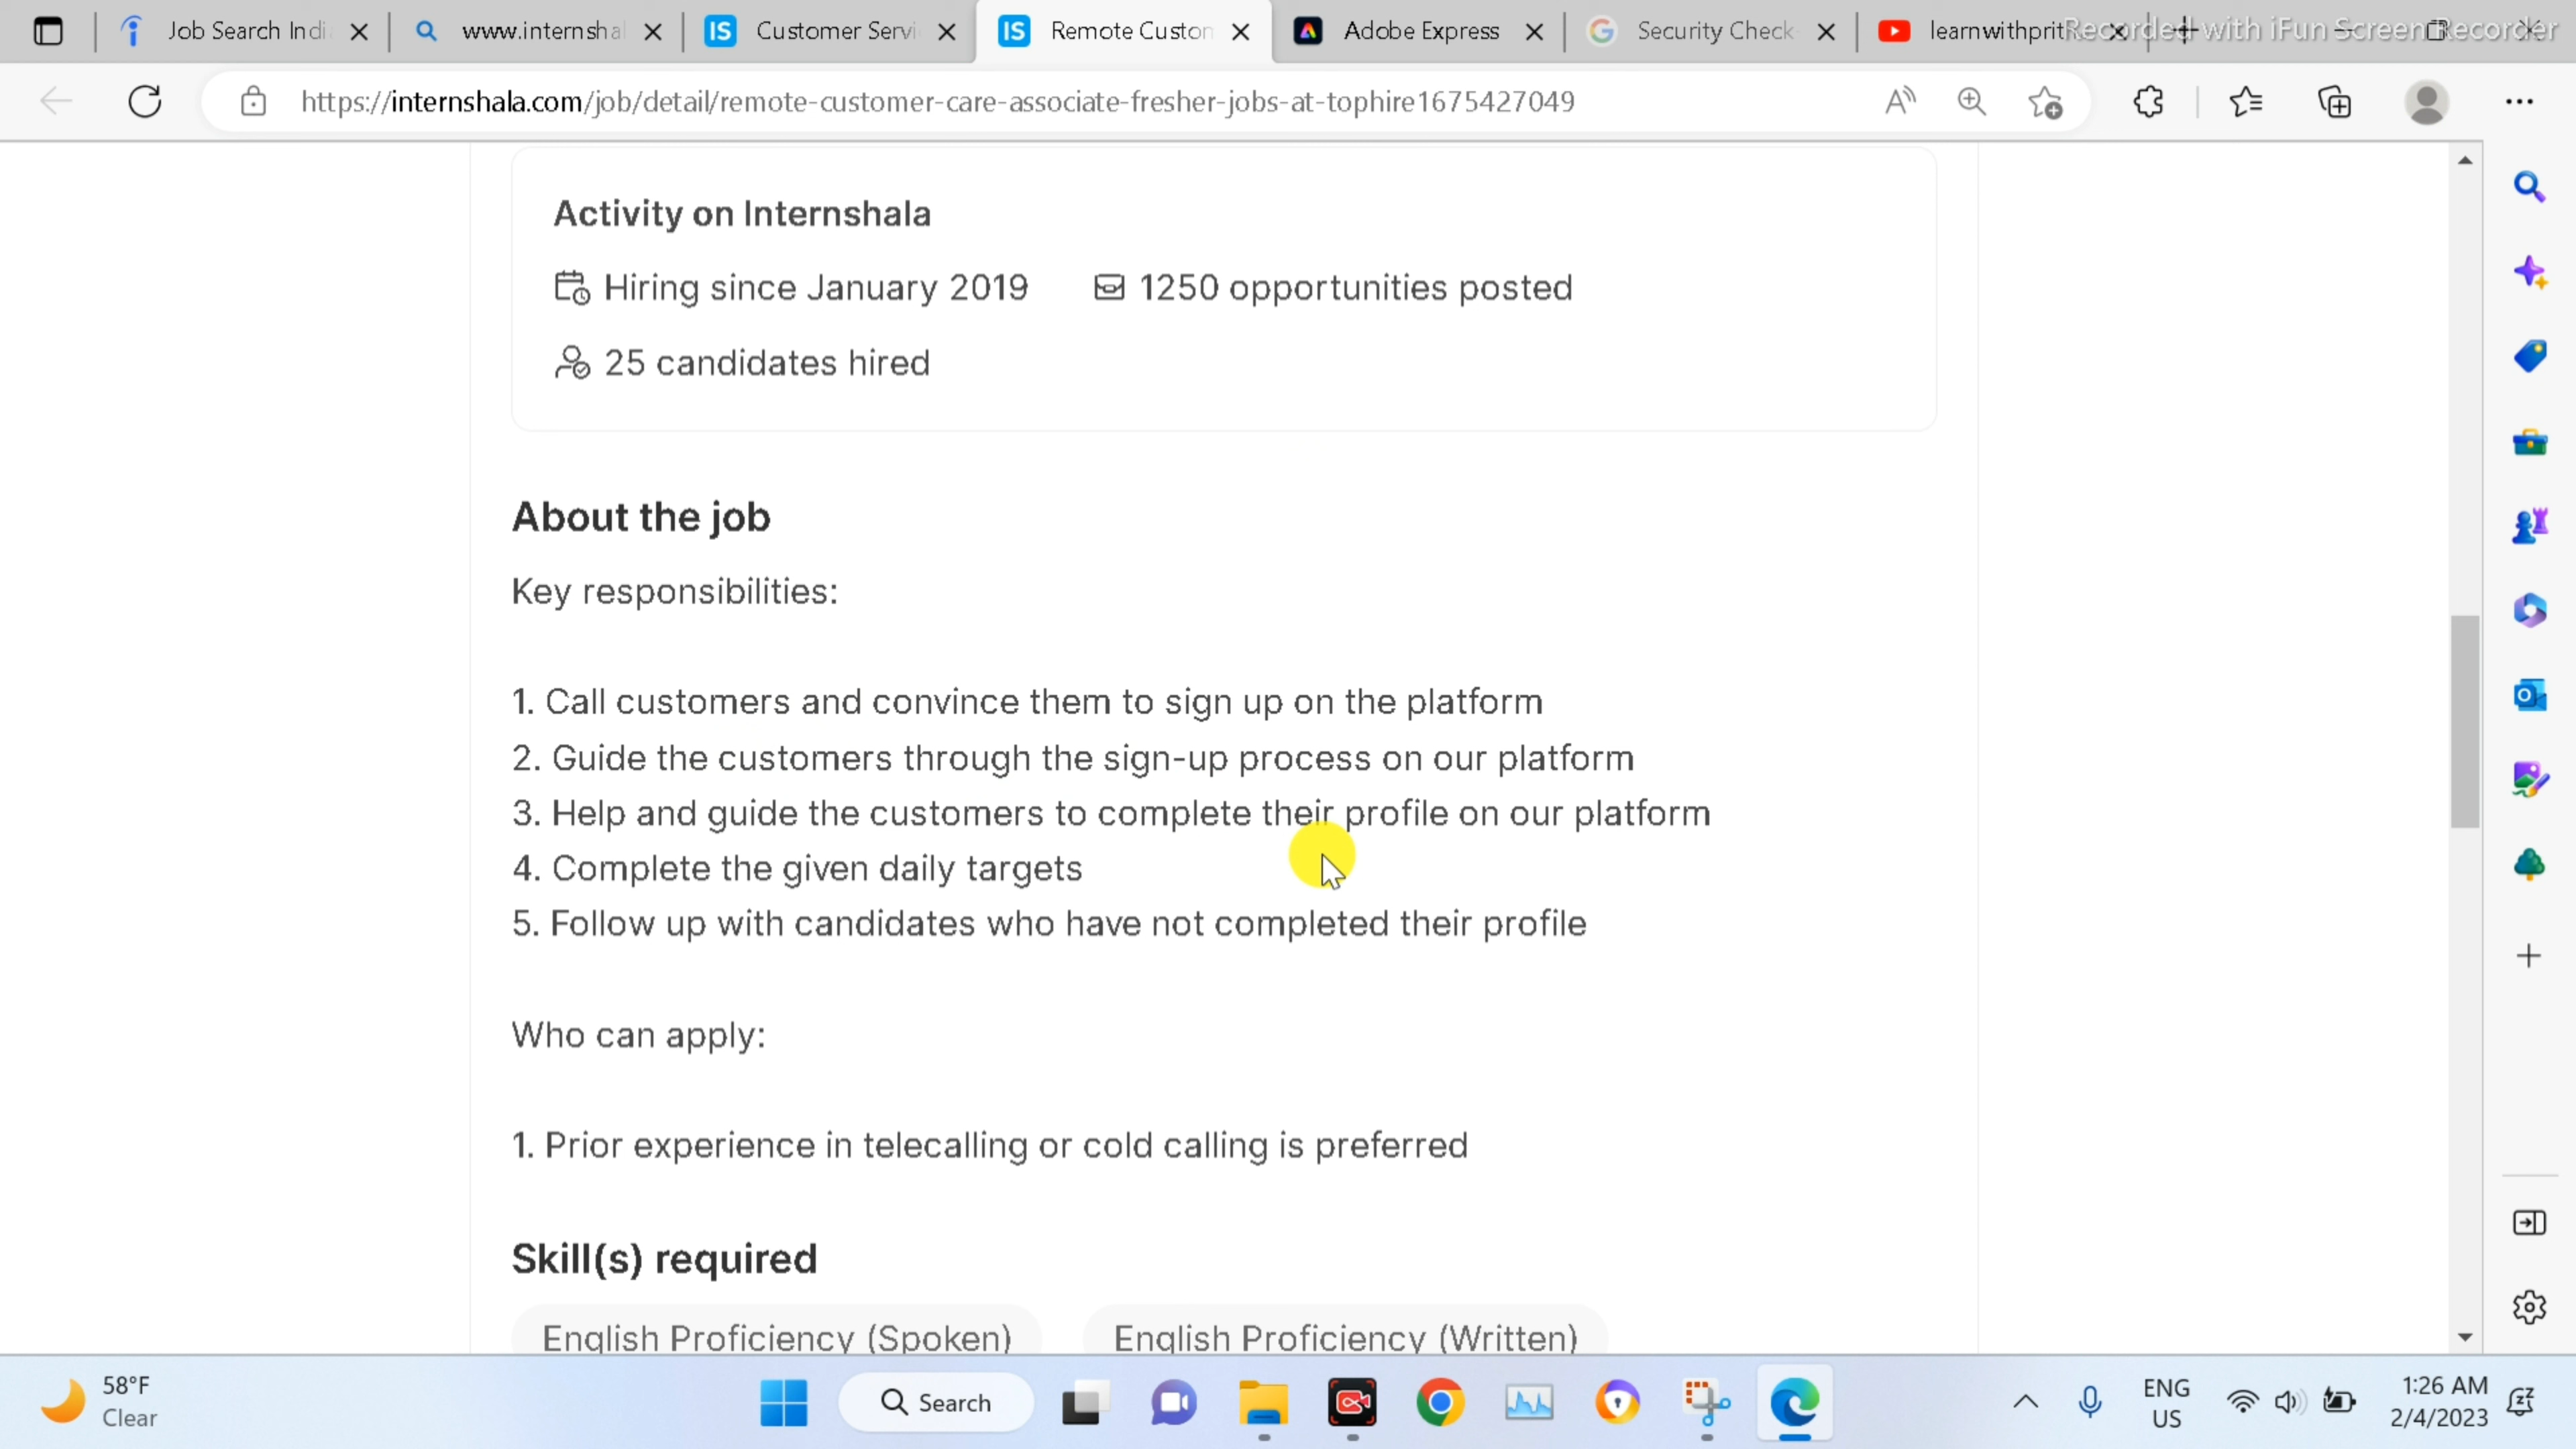 Job Search Indi
www.internshal
IS Customer Servi
IS Remote Custon
Adobe Express
Security Check
learnwithprit
Recorded with iFun Screen Recorder
https://internshala.com/job/detail/remote-customer-care-associate-fresher-jobs-at-tophire1675427049
Activity on Internshala
Hiring since January 2019
1250 opportunities posted
25 candidates hired
About the job
Key responsibilities:
1. Call customers and convince them to sign up on the platform
2. Guide the customers through the sign-up process on our platform
3. Help and guide the customers to complete their profile on our platform
4. Complete the given daily targets
5. Follow up with candidates who have not completed their profile
Who can apply:
1. Prior experience in telecalling or cold calling is preferred
Skill(s) required
English Proficiency (Spoken)
English Proficiency (Written)
58°F
Clear
Search
ENG
US
1:26 AM
2/4/2023